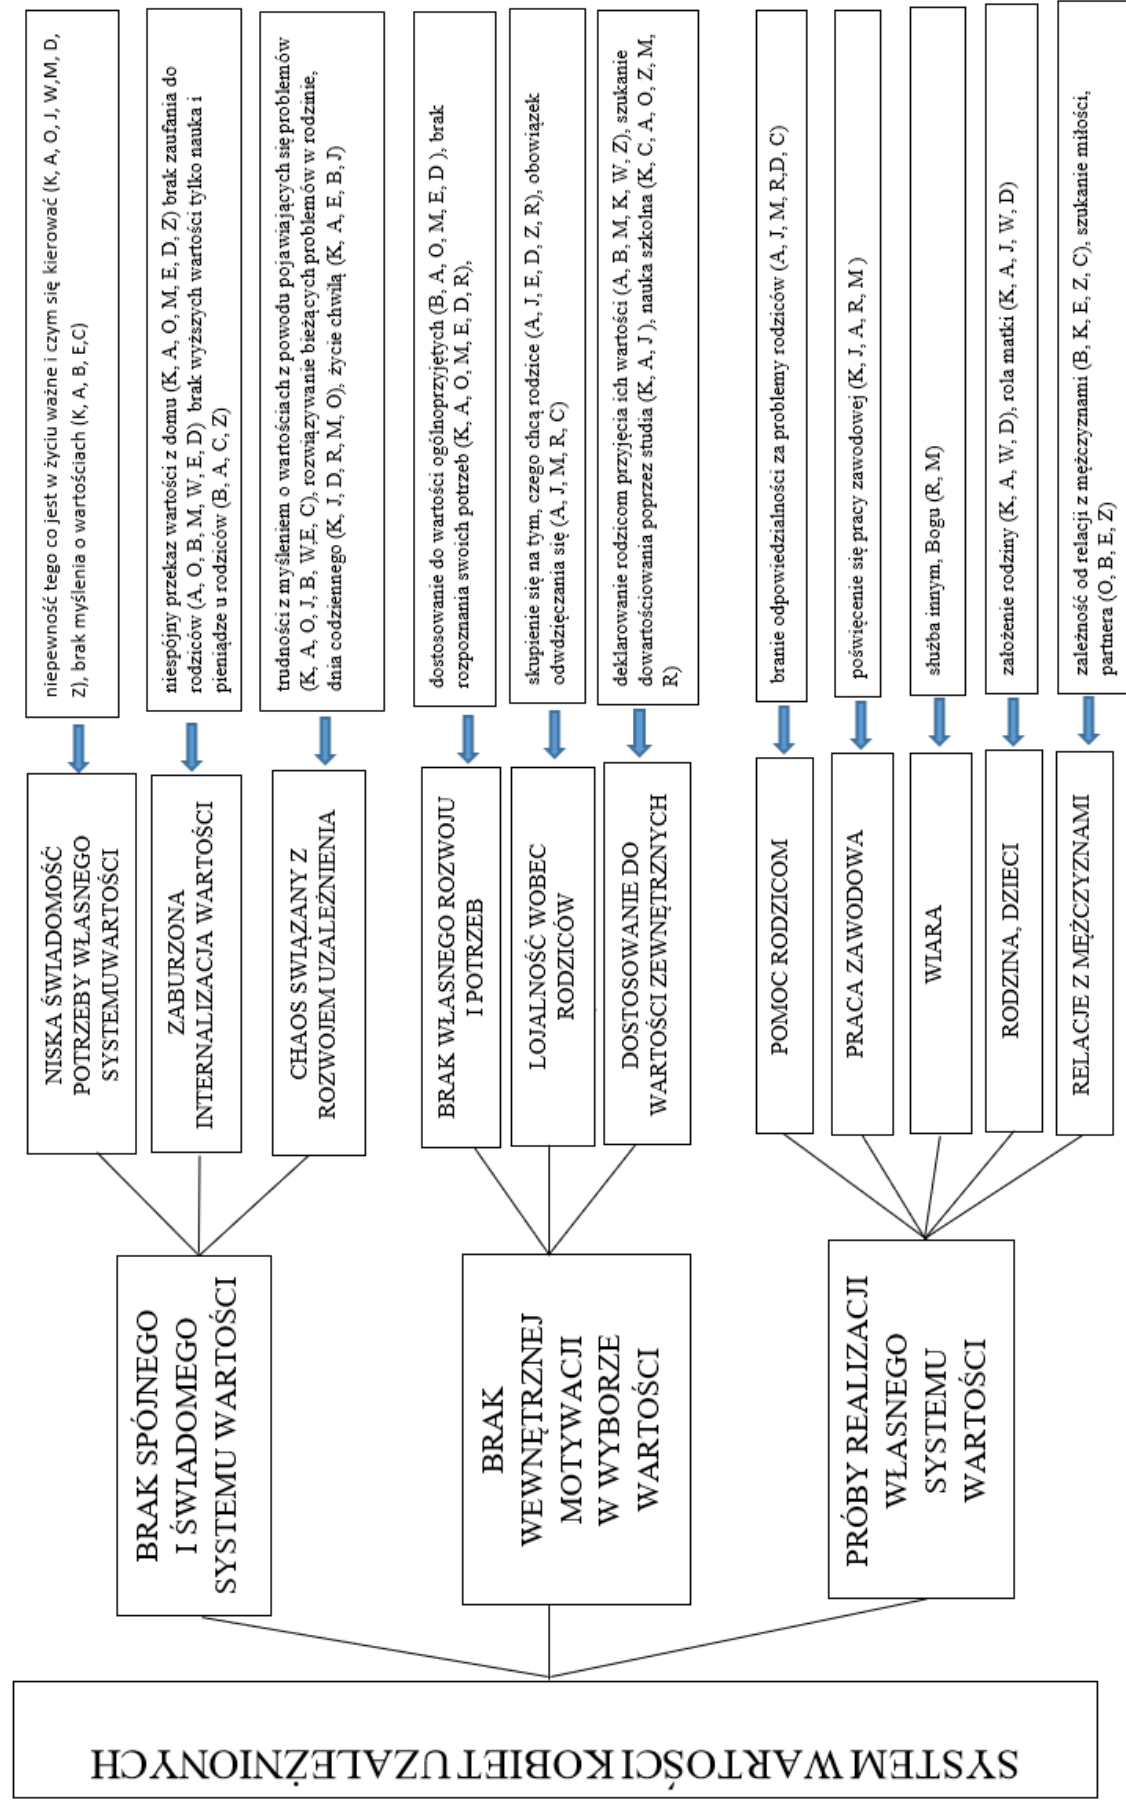 SYSTEM WARTOŚCI KOBIET UZALEŻNIONYCH
BRAK SPÓJNEGO
I ŚWIADOMEGO
SYSTEMU WARTOŚCI
NISKA ŚWIADOMOŚĆ
POTRZEBY WŁASNEGO
SYSTEMUWARTOŚCI
niepewność tego co jest w życiu ważne i czym się kierować (K, A, O, J, W,M, D,
Z), brak myślenia o wartościach (K, A, B, E,C)
ZABURZONA
INTERNALIZACJA WARTOŚCI
niespójny przekaz wartości z domu (K, A, O, M, E, D, Z) brak zaufania do
rodziców (A, O, B, M, W, E, D) brak wyższych wartości tylko nauka i
pieniądze u rodziców (B, A, C, Z)
CHAOS SWIĄZANY Z
ROZWOJEM UZALEŻNIENIA
trudności z myśleniem o wartościach z powodu pojawiających się problemów
(K, A, O, J, B, W,E, C), rozwiązywanie bieżących problemów w rodzinie,
dnia codziennego (K, J, D, R, M, O), życie chwilą (K, A, E, B, J)
BRAK
WEWNĘTRZNEJ
MOTYWACJI
W WYBORZE
WARTOŚCI
BRAK WŁASNEGO ROZWOJU
I POTRZEB
dostosowanie do wartości ogólnoprzyjętych (B, A, O, M, E, D ), brak
rozpoznania swoich potrzeb (K, A, O, M, E, D, R),
LOJALNOŚĆ WOBEC
RODZICÓW
skupienie się na tym, czego chcą rodzice (A, J, E, D, Z, R), obowiązek
odwdzięczania się (A, J, M, R, C)
DOSTOSOWANIE DO
WARTOŚCI ZEWNĘTRZNYCH
deklarowanie rodzicom przyjęcia ich wartości (A, B, M, K, W, Z), szukanie
dowartościowania poprzez studia (K, A, J ), nauka szkolna (K, C, A, O, Z, M,
R)
PRÓBY REALIZACJI
WŁASNEGO
SYSTEMU
WARTOŚCI
POMOC RODZICOM
branie odpowiedzialności za problemy rodziców (A, J, M, R,D, C)
PRACA ZAWODOWA
poświęcenie się pracy zawodowej (K, J, A, R, M )
WIARA
służba innym, Bogu (R, M)
RODZINA, DZIECI
założenie rodziny (K, A, W, D), rola matki (K, A, J, W, D)
RELACJE Z MĘŻCZYZNAMI
zależność od relacji z mężczyznami (B, K, E, Z, C), szukanie miłości,
partnera (O, B, E, Z)